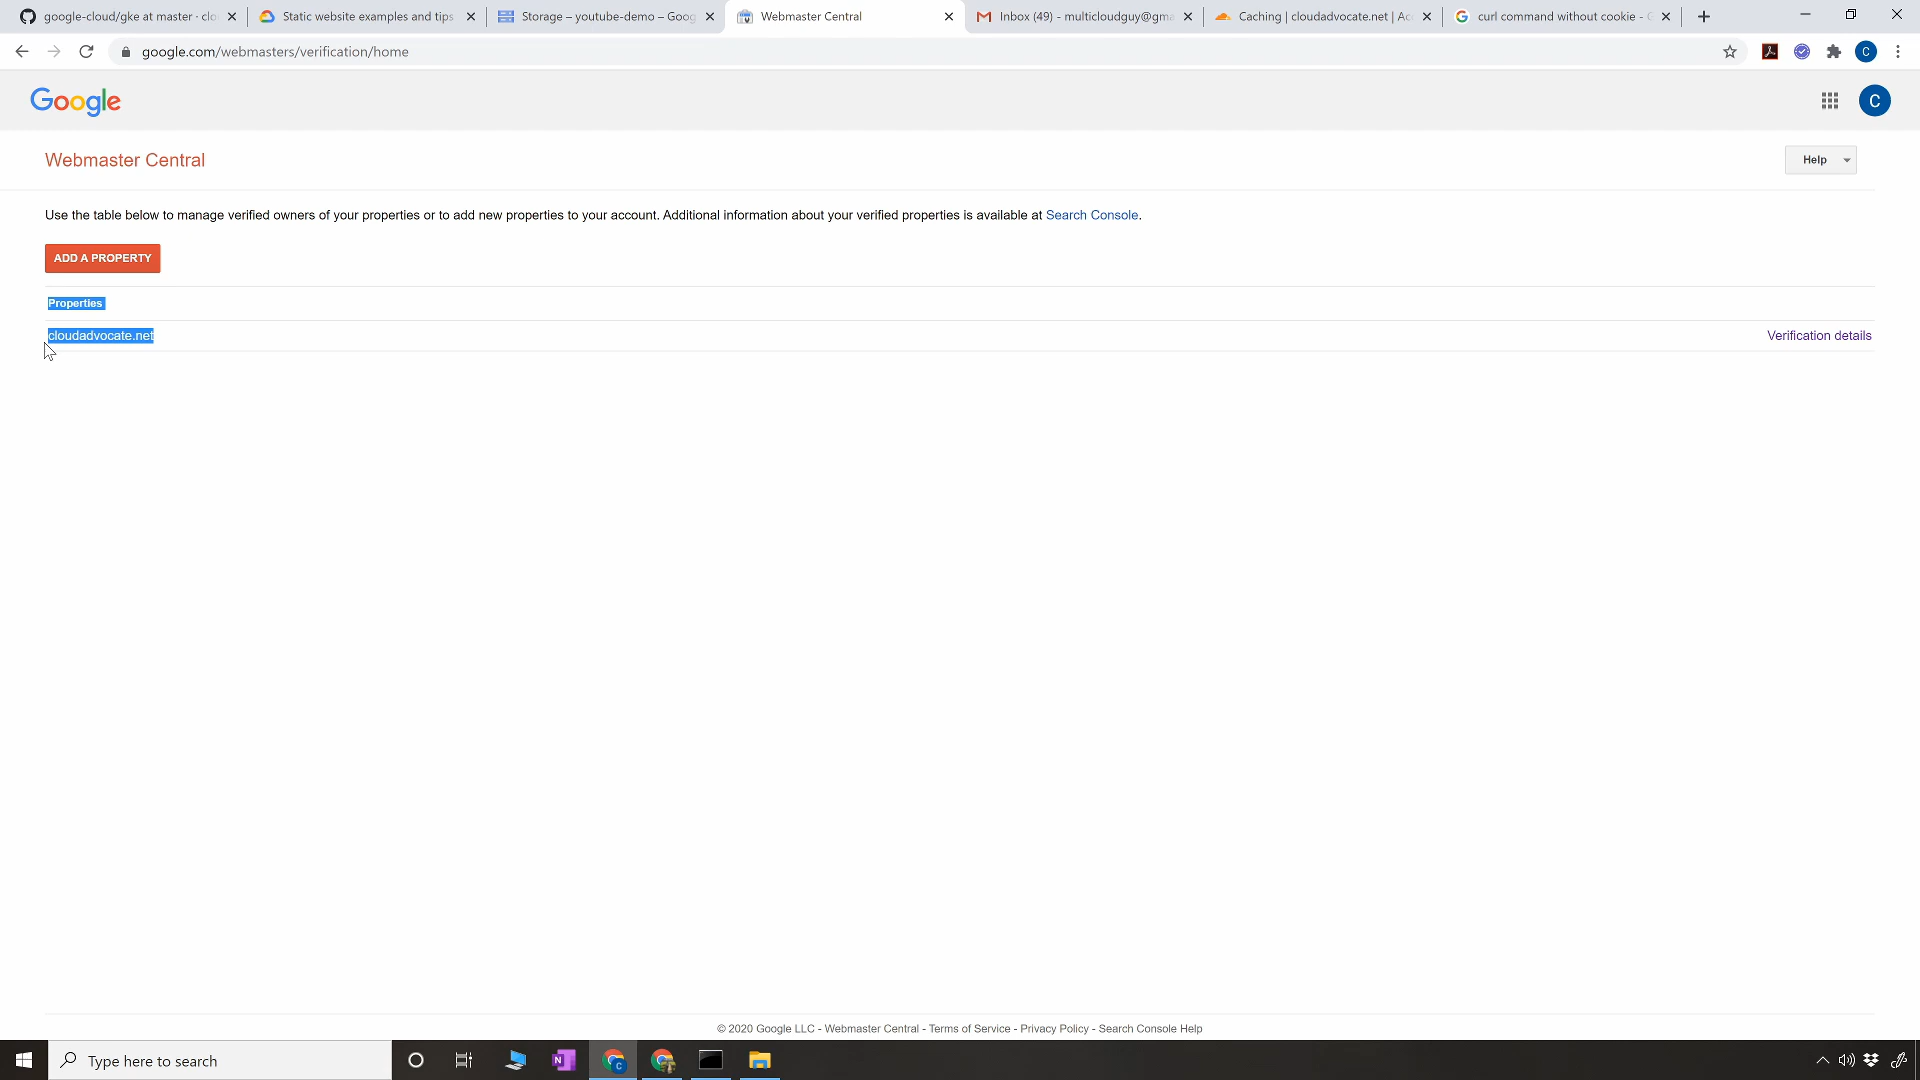 google-cloud/gke at master · clo
Static website examples and tips
Storage – youtube-demo – Goog
Webmaster Central
Inbox (49) - multicloudguy@gma
Caching | cloudadvocate.net | Ac
curl command without cookie - G
google.com/webmasters/verification/home
C
Google
C
Webmaster Central
Help
Use the table below to manage verified owners of your properties or to add new properties to your account. Additional information about your verified properties is available at Search Console.
ADD A PROPERTY
Properties
cloudadvocate.net
Verification details
© 2020 Google LLC - Webmaster Central - Terms of Service - Privacy Policy - Search Console Help
Type here to search